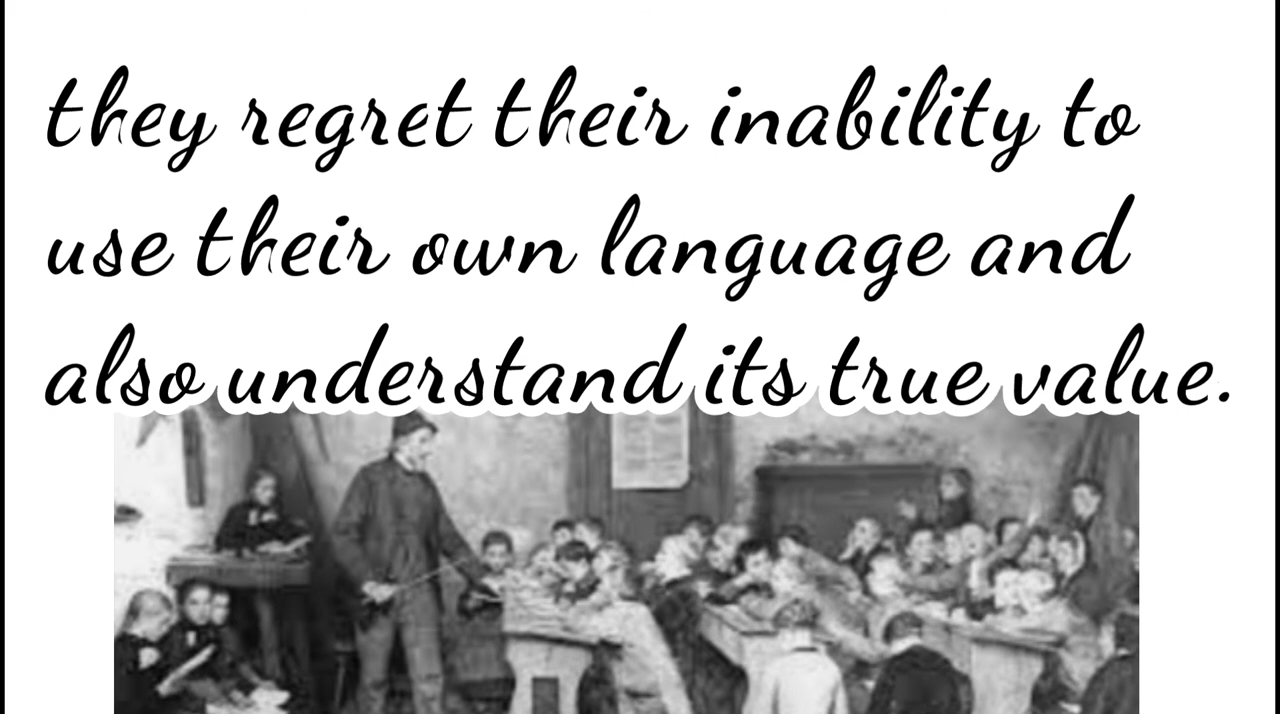 they regret their inability to
use their own language and
also understand its true value.